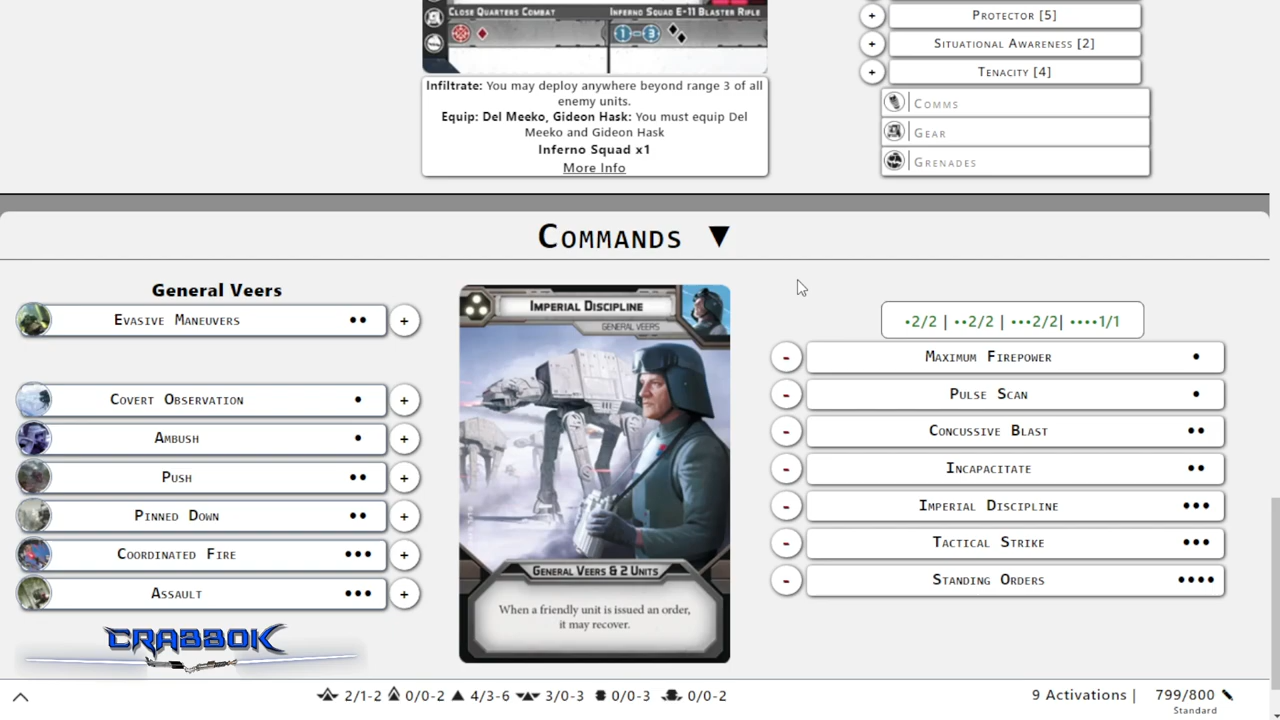 Close Quarters Combat
Inferno Squad E-11 Blaster Rifle
1 - 3
Infiltrate: You may deploy anywhere beyond range 3 of all
enemy units.
Equip: Del Meeko, Gideon Hask: You must equip Del
Meeko and Gideon Hask
Inferno Squad x1
More Info
+ Protector [5]
+ Situational Awareness [2]
+ Tenacity [4]
Comms
Gear
Grenades
Commands ▼
General Veers
Evasive Maneuvers •• +
Covert Observation • +
Ambush • +
Push •• +
Pinned Down •• +
Coordinated Fire ••• +
Assault ••• +
CRABBOK
Imperial Discipline
General Veers
General Veers & 2 Units
When a friendly unit is issued an order,
it may recover.
•2/2 | ••2/2 | •••2/2| ••••1/1
- Maximum Firepower •
- Pulse Scan •
- Concussive Blast ••
- Incapacitate ••
- Imperial Discipline •••
- Tactical Strike •••
- Standing Orders ••••
2/1-2 0/0-2 4/3-6 3/0-3 0/0-3 0/0-2
9 Activations | 799/800
Standard